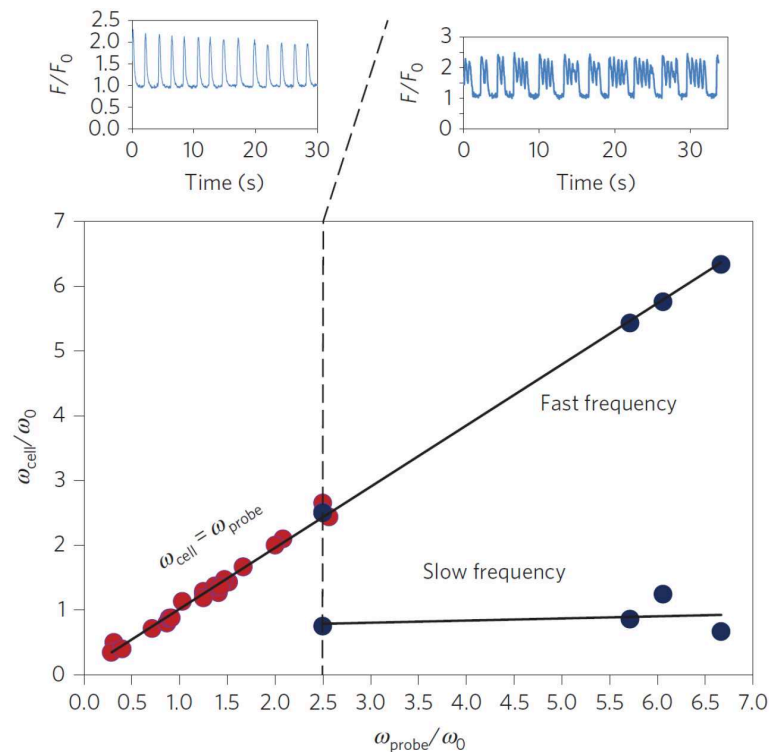 2.5
2.0
1.5
1.0
0.5
0.0
F/F0
0 10 20 30
Time (s)
3
2
1
0
F/F0
0 10 20 30
Time (s)
7
6
5
4
3
2
1
0
ωcell/ω0
ωcell = ωprobe
Fast frequency
Slow frequency
0.0 0.5 1.0 1.5 2.0 2.5 3.0 3.5 4.0 4.5 5.0 5.5 6.0 6.5 7.0
ωprobe/ω0